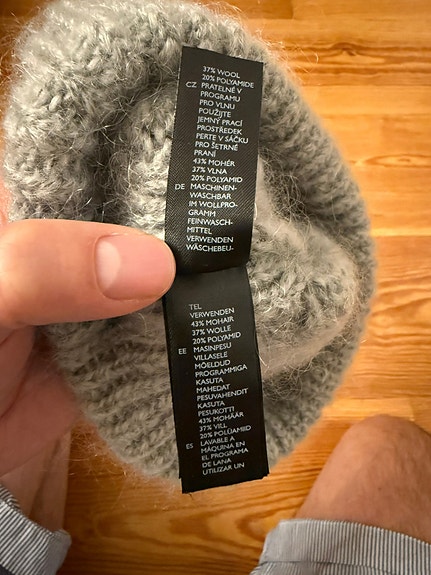 37% WOOL
20% POLYAMIDE
CZ PRATELNÉ V
PROGRAMU
PRO VLNU
POUŽIJTE
JEMNÝ PRACÍ
PROSTŘEDEK
PERTE V SÁČKU
PRO ŠETRNÉ
PRANÍ
43% MOHÉR
37% VLNA
20% POLYAMID
DE MASCHINEN-
WASCHBAR
IM WOLLPRO-
GRAMM
FEINWASCH-
MITTEL
VERWENDEN
WÄSCHEBEU-
TEL
VERWENDEN
43% MOHAIR
37% WOLLE
20% POLYAMID
EE MASINPESU
VILLASELE
MÕELDUD
PROGRAMMIGA
KASUTA
MAHEDAT
PESUVAHENDIT
KASUTA
PESUKOTTI
43% MOHÄÄR
37% VILL
20% POLÜAMIID
ES LAVABLE A
MÁQUINA EN
EL PROGRAMA
DE LANA
UTILIZAR UN